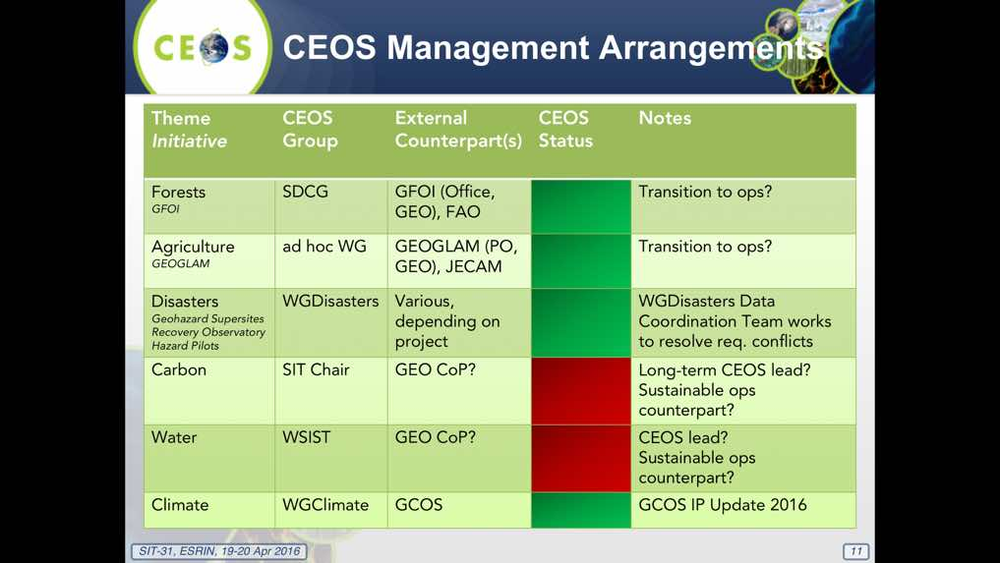 CEOS
CEOS Management Arrangements
Theme
Initiative
CEOS
Group
External
Counterpart(s)
CEOS
Status
Notes
Forests
GFOI
SDCG
GFOI (Office,
GEO), FAO
Transition to ops?
Agriculture
GEOGLAM
ad hoc WG
GEOGLAM (PO,
GEO), JECAM
Transition to ops?
Disasters
Geohazard Supersites
Recovery Observatory
Hazard Pilots
WGDisasters
Various,
depending on
project
WGDisasters Data
Coordination Team works
to resolve req. conflicts
Carbon
SIT Chair
GEO CoP?
Long-term CEOS lead?
Sustainable ops
counterpart?
Water
WSIST
GEO CoP?
CEOS lead?
Sustainable ops
counterpart?
Climate
WGClimate
GCOS
GCOS IP Update 2016
SIT-31, ESRIN, 19-20 Apr 2016
11